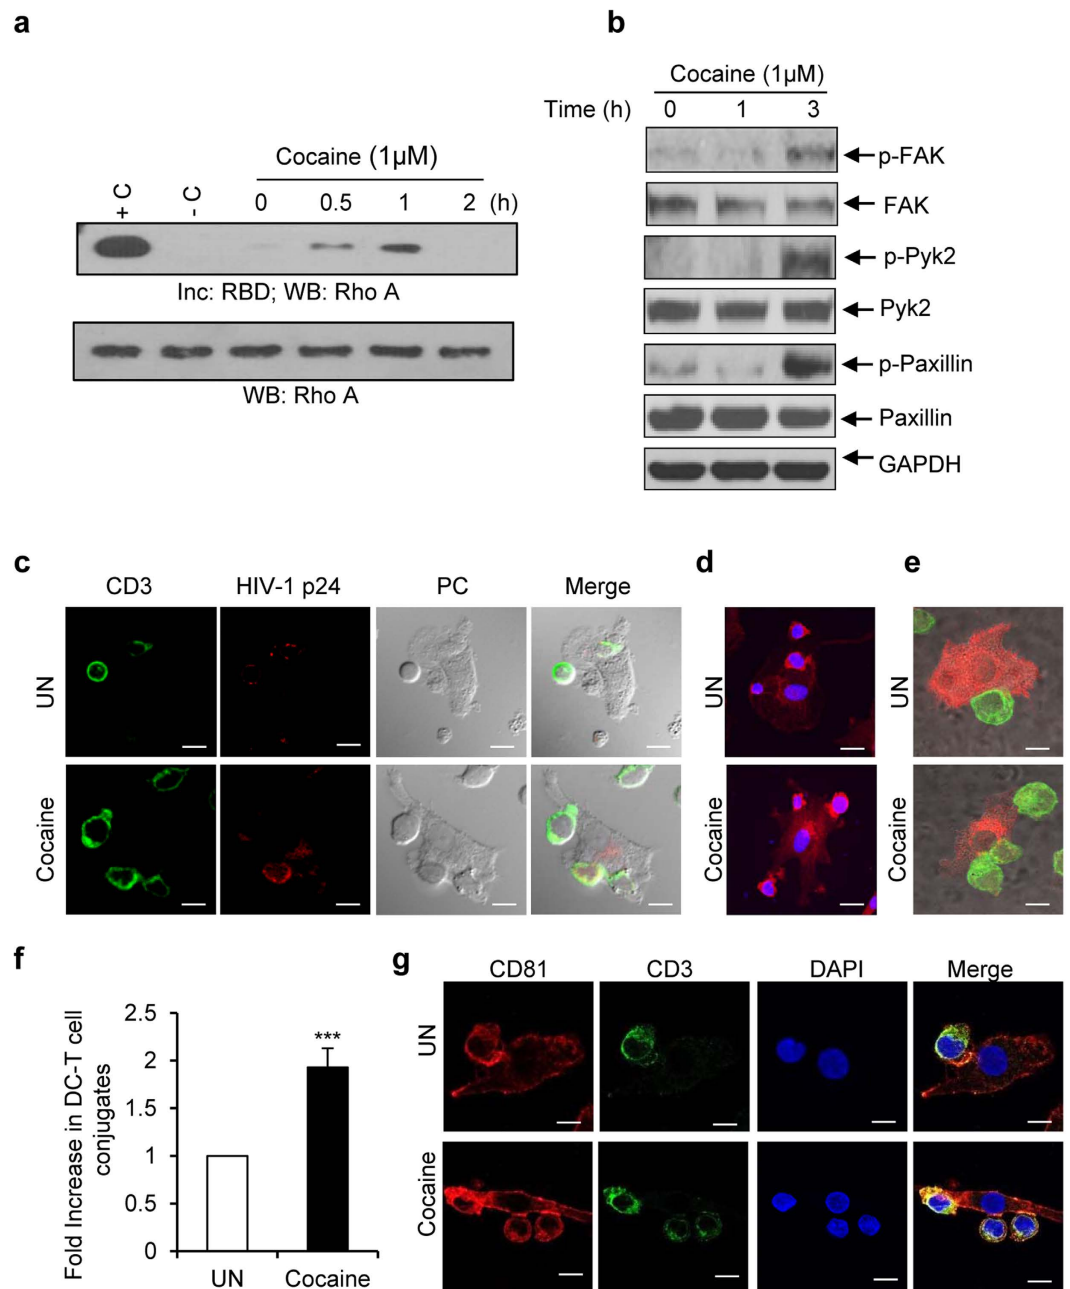 a
Cocaine (1µM)
+ C - C 0 0.5 1 2 (h)
Inc: RBD; WB: Rho A
WB: Rho A
b
Cocaine (1µM)
Time (h) 0 1 3
p-FAK
FAK
p-Pyk2
Pyk2
p-Paxillin
Paxillin
GAPDH
c
CD3 HIV-1 p24 PC Merge
UN
Cocaine
d
UN
Cocaine
e
UN
Cocaine
f
Fold Increase in DC-T cell
conjugates
2.5
2
1.5
1
0.5
0
***
UN Cocaine
g
CD81 CD3 DAPI Merge
UN
Cocaine